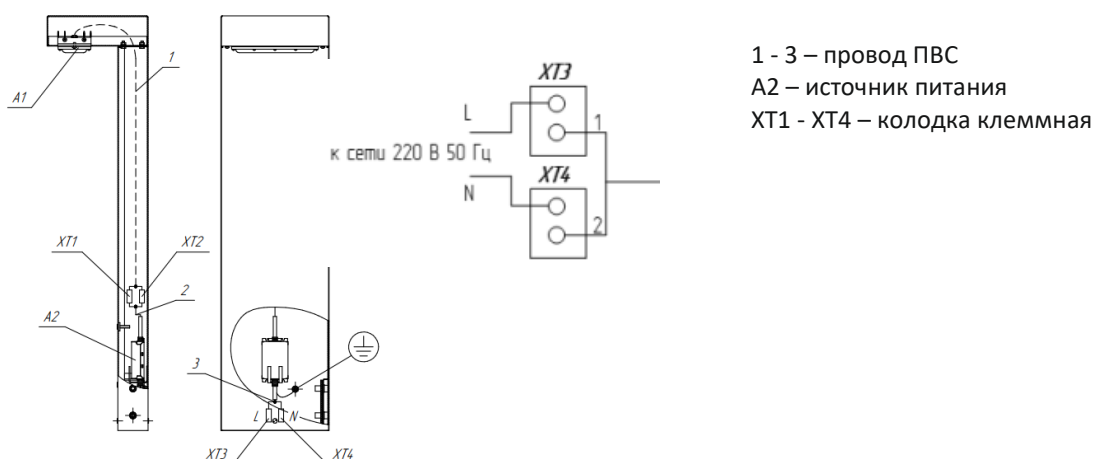 1
A1
XT1
XT2
2
A2
3
L
N
XT3
XT4
XT3
L
1
к сети 220 В 50 Гц
XT4
N
2
1 - 3 – провод ПВС
А2 – источник питания
ХТ1 - ХТ4 – колодка клеммная